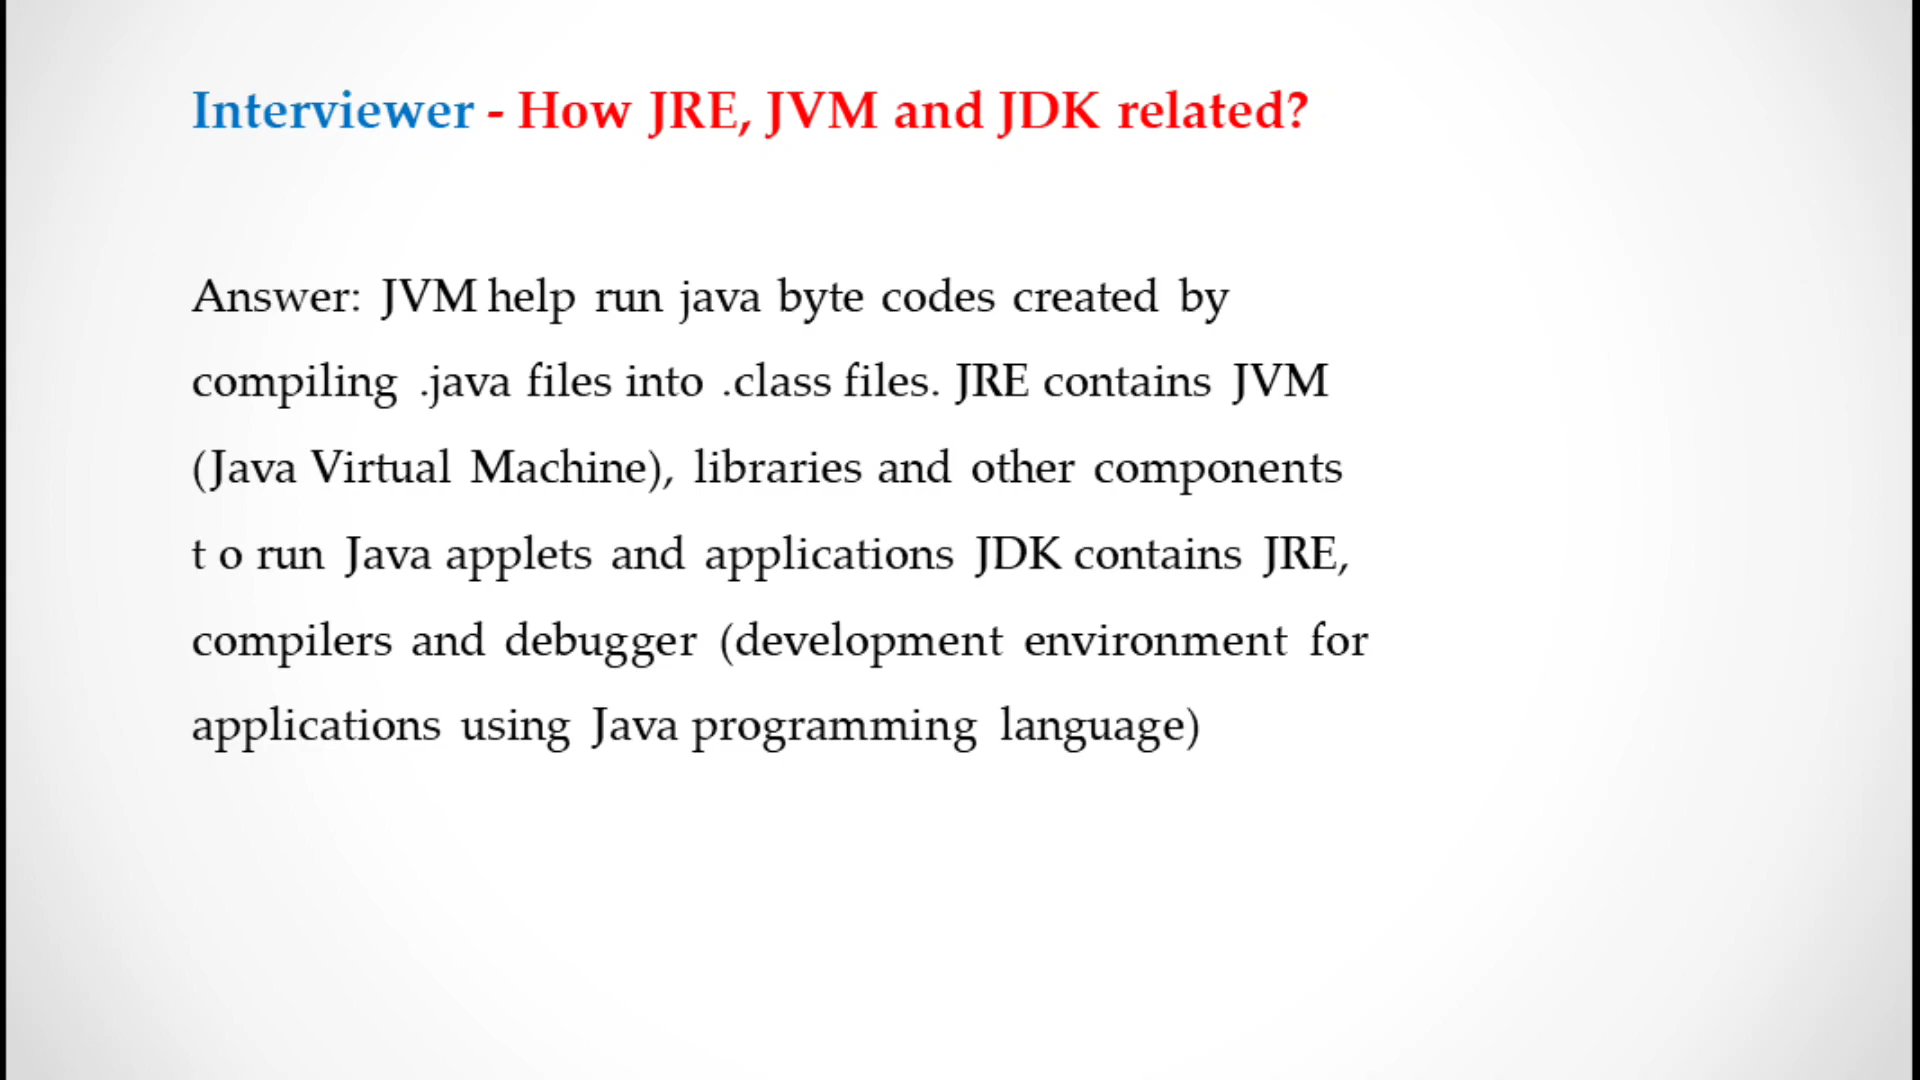 Interviewer - How JRE, JVM and JDK related?
Answer: JVM help run java byte codes created by
compiling .java files into .class files. JRE contains JVM
(Java Virtual Machine), libraries and other components
t o run Java applets and applications JDK contains JRE,
compilers and debugger (development environment for
applications using Java programming language)